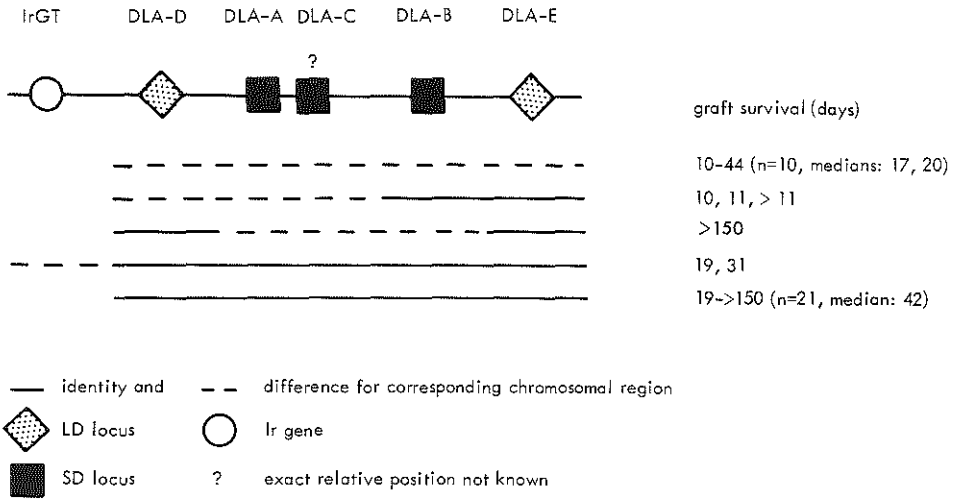 IrGT DLA-D DLA-A DLA-C DLA-B DLA-E
?
graft survival (days)
10-44 (n=10, medians: 17, 20)
10, 11, > 11
>150
19, 31
19->150 (n=21, median: 42)
identity and difference for corresponding chromosomal region
LD locus Ir gene
SD locus ? exact relative position not known